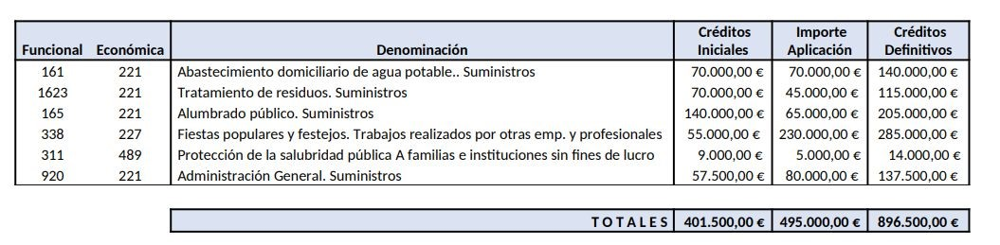 Funcional Económica Denominación Créditos Iniciales Importe Aplicación Créditos Definitivos
161 221 Abastecimiento domiciliario de agua potable.. Suministros 70.000,00 € 70.000,00 € 140.000,00 €
1623 221 Tratamiento de residuos. Suministros 70.000,00 € 45.000,00 € 115.000,00 €
165 221 Alumbrado público. Suministros 140.000,00 € 65.000,00 € 205.000,00 €
338 227 Fiestas populares y festejos. Trabajos realizados por otras emp. y profesionales 55.000,00 € 230.000,00 € 285.000,00 €
311 489 Protección de la salubridad pública A familias e instituciones sin fines de lucro 9.000,00 € 5.000,00 € 14.000,00 €
920 221 Administración General. Suministros 57.500,00 € 80.000,00 € 137.500,00 €
T O T A L E S 401.500,00 € 495.000,00 € 896.500,00 €